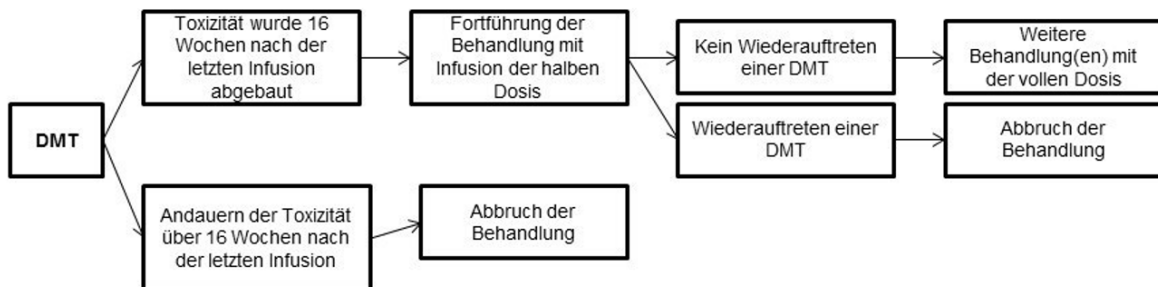 DMT
Toxizität wurde 16
Wochen nach der
letzten Infusion
abgebaut
Fortführung der
Behandlung mit
Infusion der halben
Dosis
Kein Wiederauftreten
einer DMT
Weitere
Behandlung(en) mit
der vollen Dosis
Wiederauftreten einer
DMT
Abbruch der
Behandlung
Andauern der Toxizität
über 16 Wochen nach
der letzten Infusion
Abbruch der
Behandlung